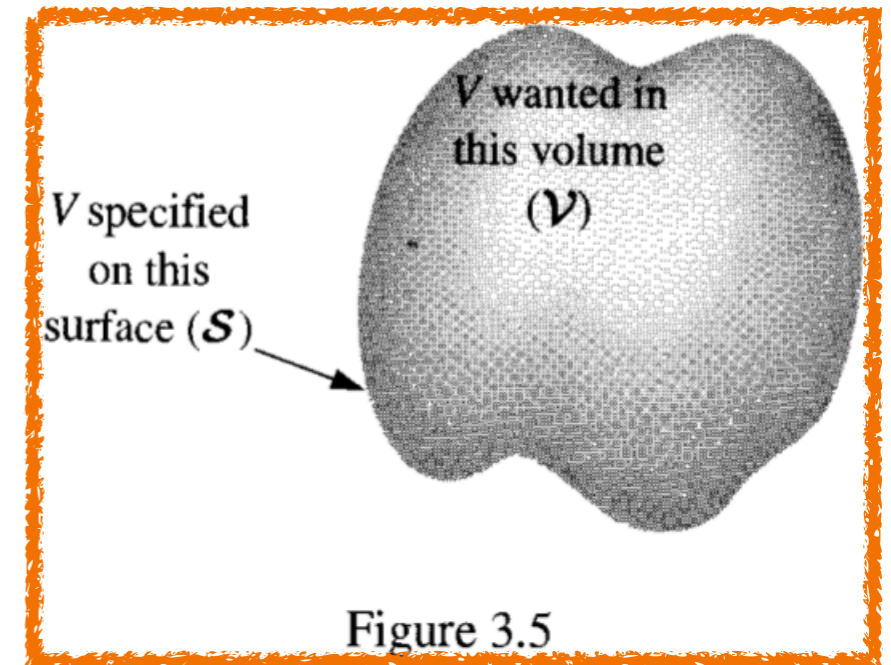 V wanted in
this volume
(𝒱)
V specified
on this
surface (𝒮)
Figure 3.5